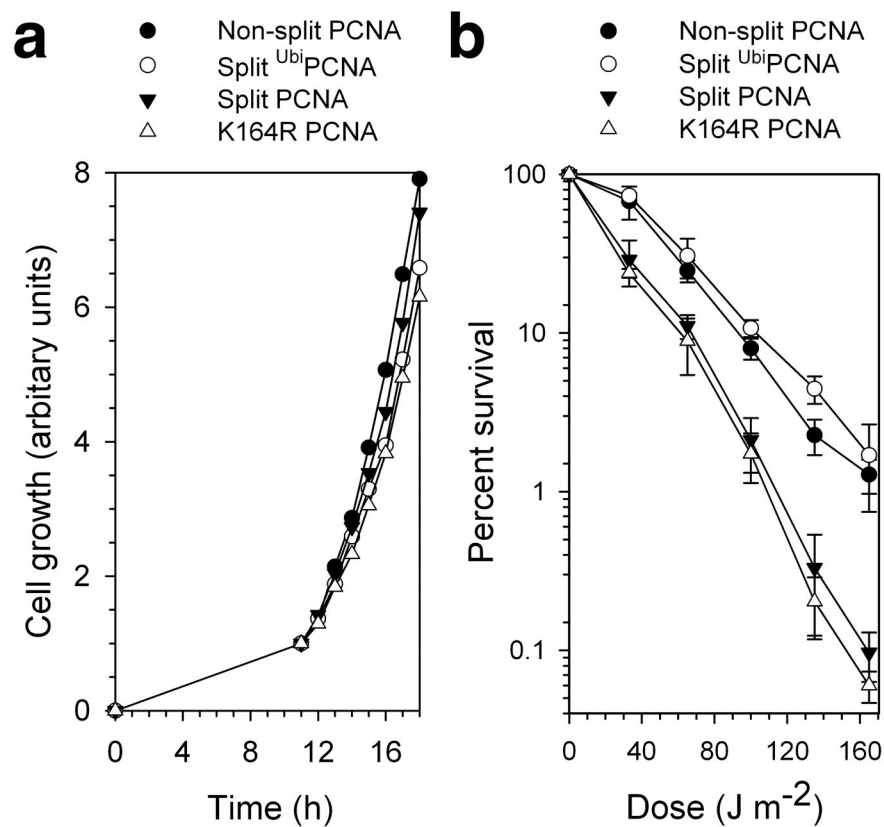 a
Non-split PCNA
Split UbiPCNA
Split PCNA
K164R PCNA
8
6
4
2
0
0 4 8 12 16
Cell growth (arbitary units)
Time (h)
b
Non-split PCNA
Split UbiPCNA
Split PCNA
K164R PCNA
100
10
1
0.1
0 40 80 120 160
Percent survival
Dose (J m-2)